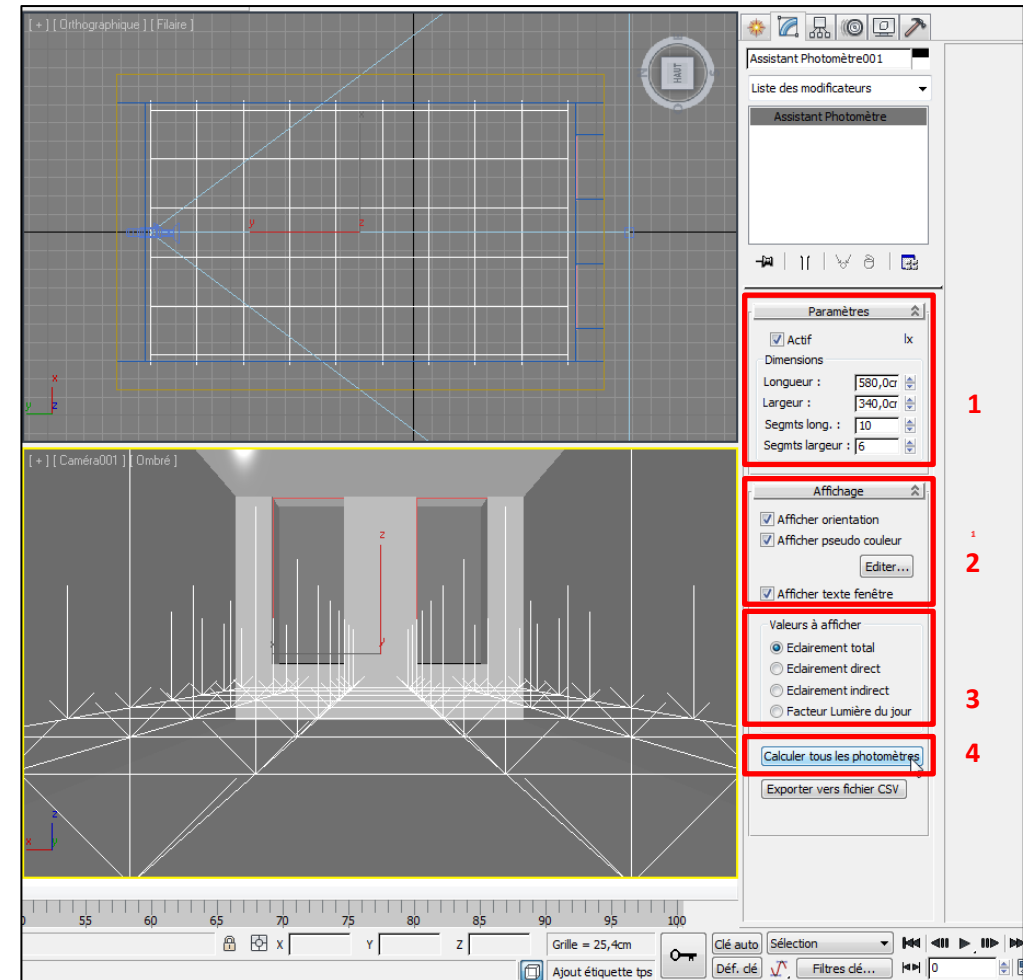 [ + ] [ Orthographique ] [ Filaire ]
HAUT
y
z
x
y z
[ + ] [ Caméra001 ] [ Ombré ]
z
x
y
z
x y
Assistant Photomètre001
Liste des modificateurs
Assistant Photomètre
Paramètres
Actif lx
Dimensions
Longueur : 580,0cr
Largeur : 340,0cr
Segmts long. : 10
Segmts largeur : 6
1
Affichage
Afficher orientation
Afficher pseudo couleur
Editer...
Afficher texte fenêtre
1
2
Valeurs à afficher
Eclairement total
Eclairement direct
Eclairement indirect
Facteur Lumière du jour
3
Calculer tous les photomètres
4
Exporter vers fichier CSV
55 60 65 70 75 80 85 90 95 100
X Y Z Grille = 25,4cm Clé auto Sélection
Ajout étiquette tps Déf. clé Filtres clé... 0